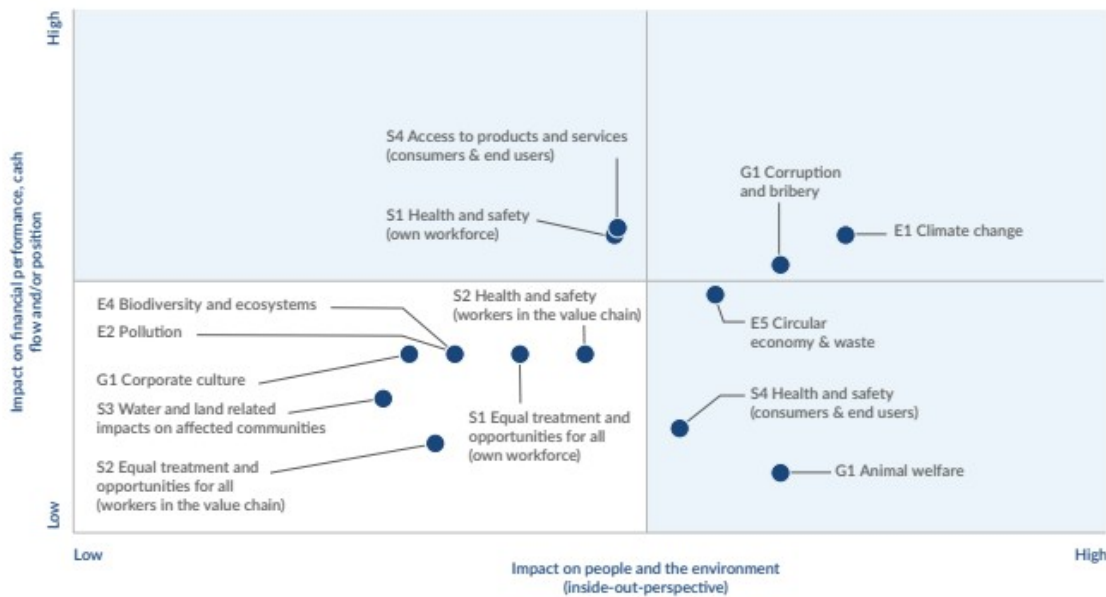 High
Impact on financial performance, cash
flow and/or position
Low
S4 Access to products and services
(consumers & end users)
S1 Health and safety
(own workforce)
G1 Corruption
and bribery
E1 Climate change
E4 Biodiversity and ecosystems
E2 Pollution
S2 Health and safety
(workers in the value chain)
G1 Corporate culture
S3 Water and land related
impacts on affected communities
S2 Equal treatment and
opportunities for all
(workers in the value chain)
S1 Equal treatment and
opportunities for all
(own workforce)
E5 Circular
economy & waste
S4 Health and safety
(consumers & end users)
G1 Animal welfare
Low
High
Impact on people and the environment
(inside-out-perspective)